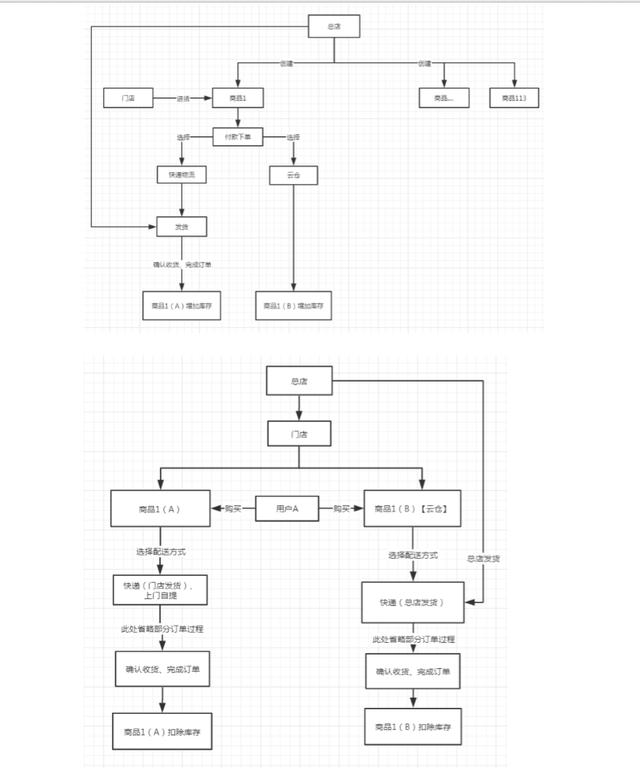 总店
创建
创建
门店
进货
商品1
商品...
商品113
选择
付款下单
选择
快递物流
云仓
发货
确认收货、完成订单
商品1（A）增加库存
商品1（B）增加库存
总店
门店
商品1（A）
购买
用户A
购买
商品1（B）【云仓】
选择配送方式
选择配送方式
总店发货
快递（门店发货）、
上门自提
快递（总店发货）
此处省略部分订单过程
此处省略部分订单过程
确认收货、完成订单
确认收货、完成订单
商品1（A）扣除库存
商品1（B）扣除库存